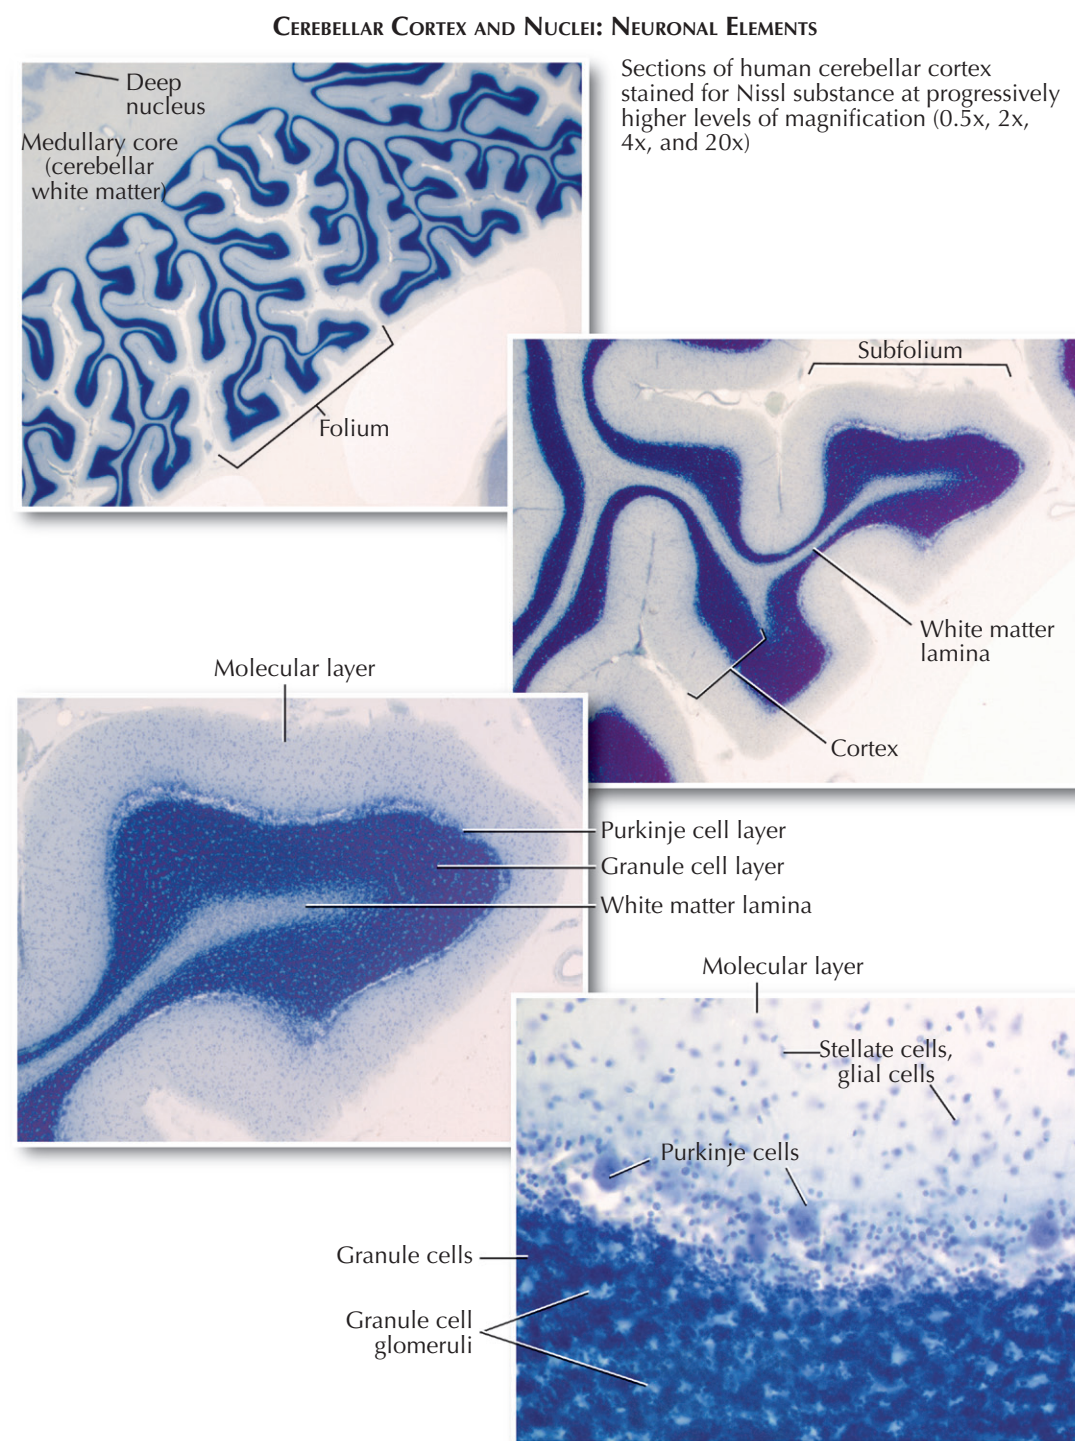 CEREBELLAR CORTEX AND NUCLEI: NEURONAL ELEMENTS
Sections of human cerebellar cortex
stained for Nissl substance at progressively
higher levels of magnification (0.5x, 2x,
4x, and 20x)
Deep
nucleus
Medullary core
(cerebellar
white matter)
Folium
Subfolium
White matter
lamina
Cortex
Molecular layer
Purkinje cell layer
Granule cell layer
White matter lamina
Molecular layer
Stellate cells,
glial cells
Purkinje cells
Granule cells
Granule cell
glomeruli